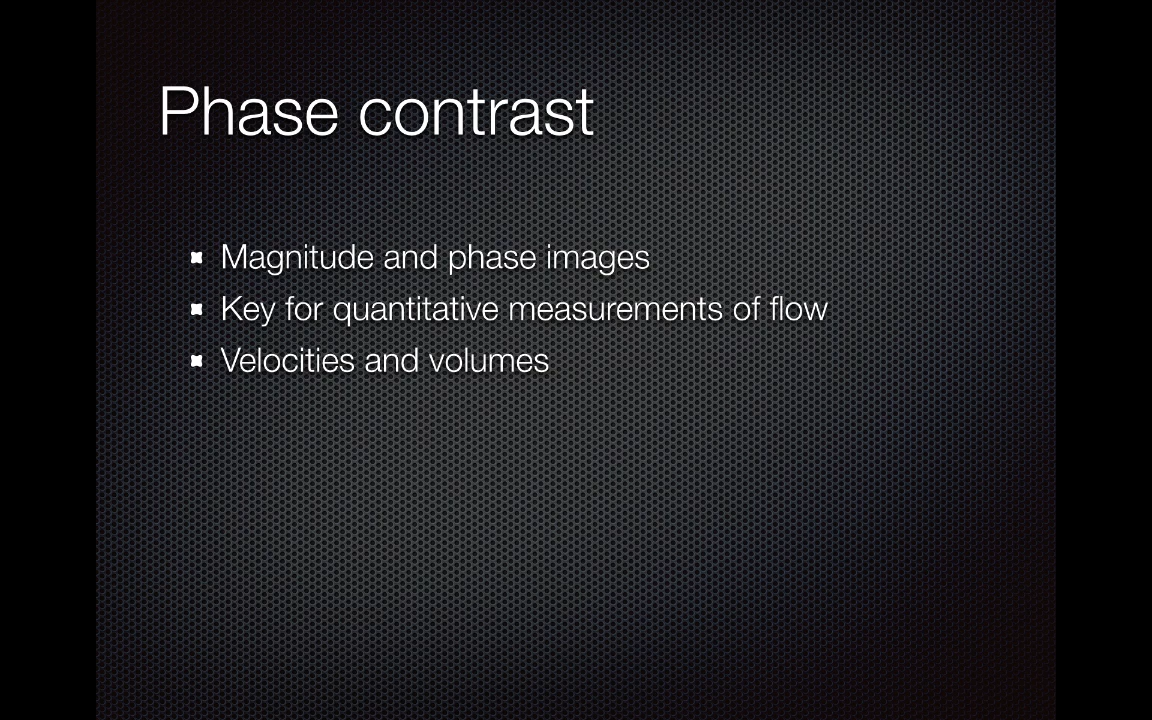 Phase contrast
Magnitude and phase images
Key for quantitative measurements of flow
Velocities and volumes